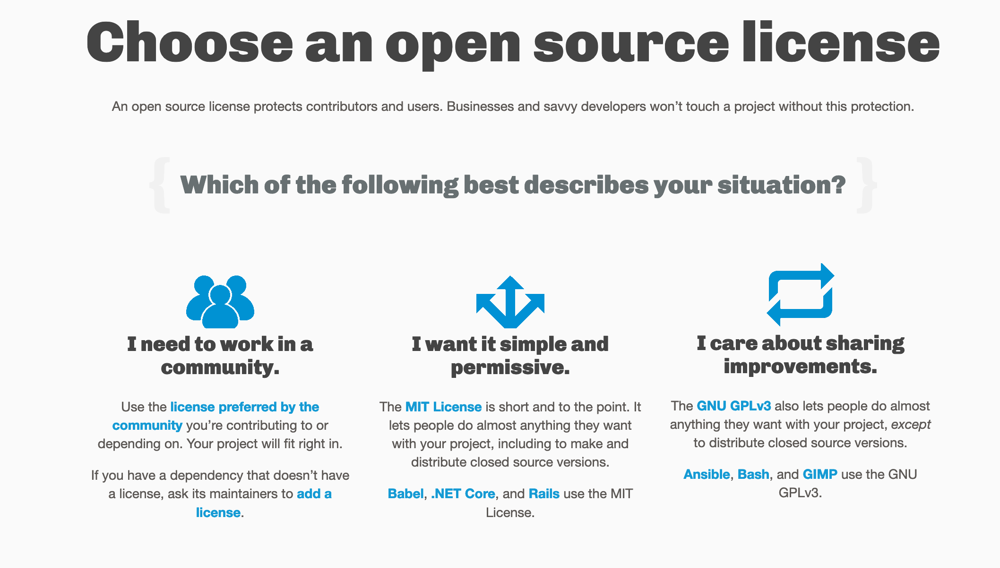 Choose an open source license
An open source license protects contributors and users. Businesses and savvy developers won’t touch a project without this protection.
{ Which of the following best describes your situation? }
I need to work in a
community.
Use the license preferred by the
community you’re contributing to or
depending on. Your project will fit right in.
If you have a dependency that doesn’t have
a license, ask its maintainers to add a
license.
I want it simple and
permissive.
The MIT License is short and to the point. It
lets people do almost anything they want
with your project, including to make and
distribute closed source versions.
Babel, .NET Core, and Rails use the MIT
License.
I care about sharing
improvements.
The GNU GPLv3 also lets people do almost
anything they want with your project, except
to distribute closed source versions.
Ansible, Bash, and GIMP use the GNU
GPLv3.